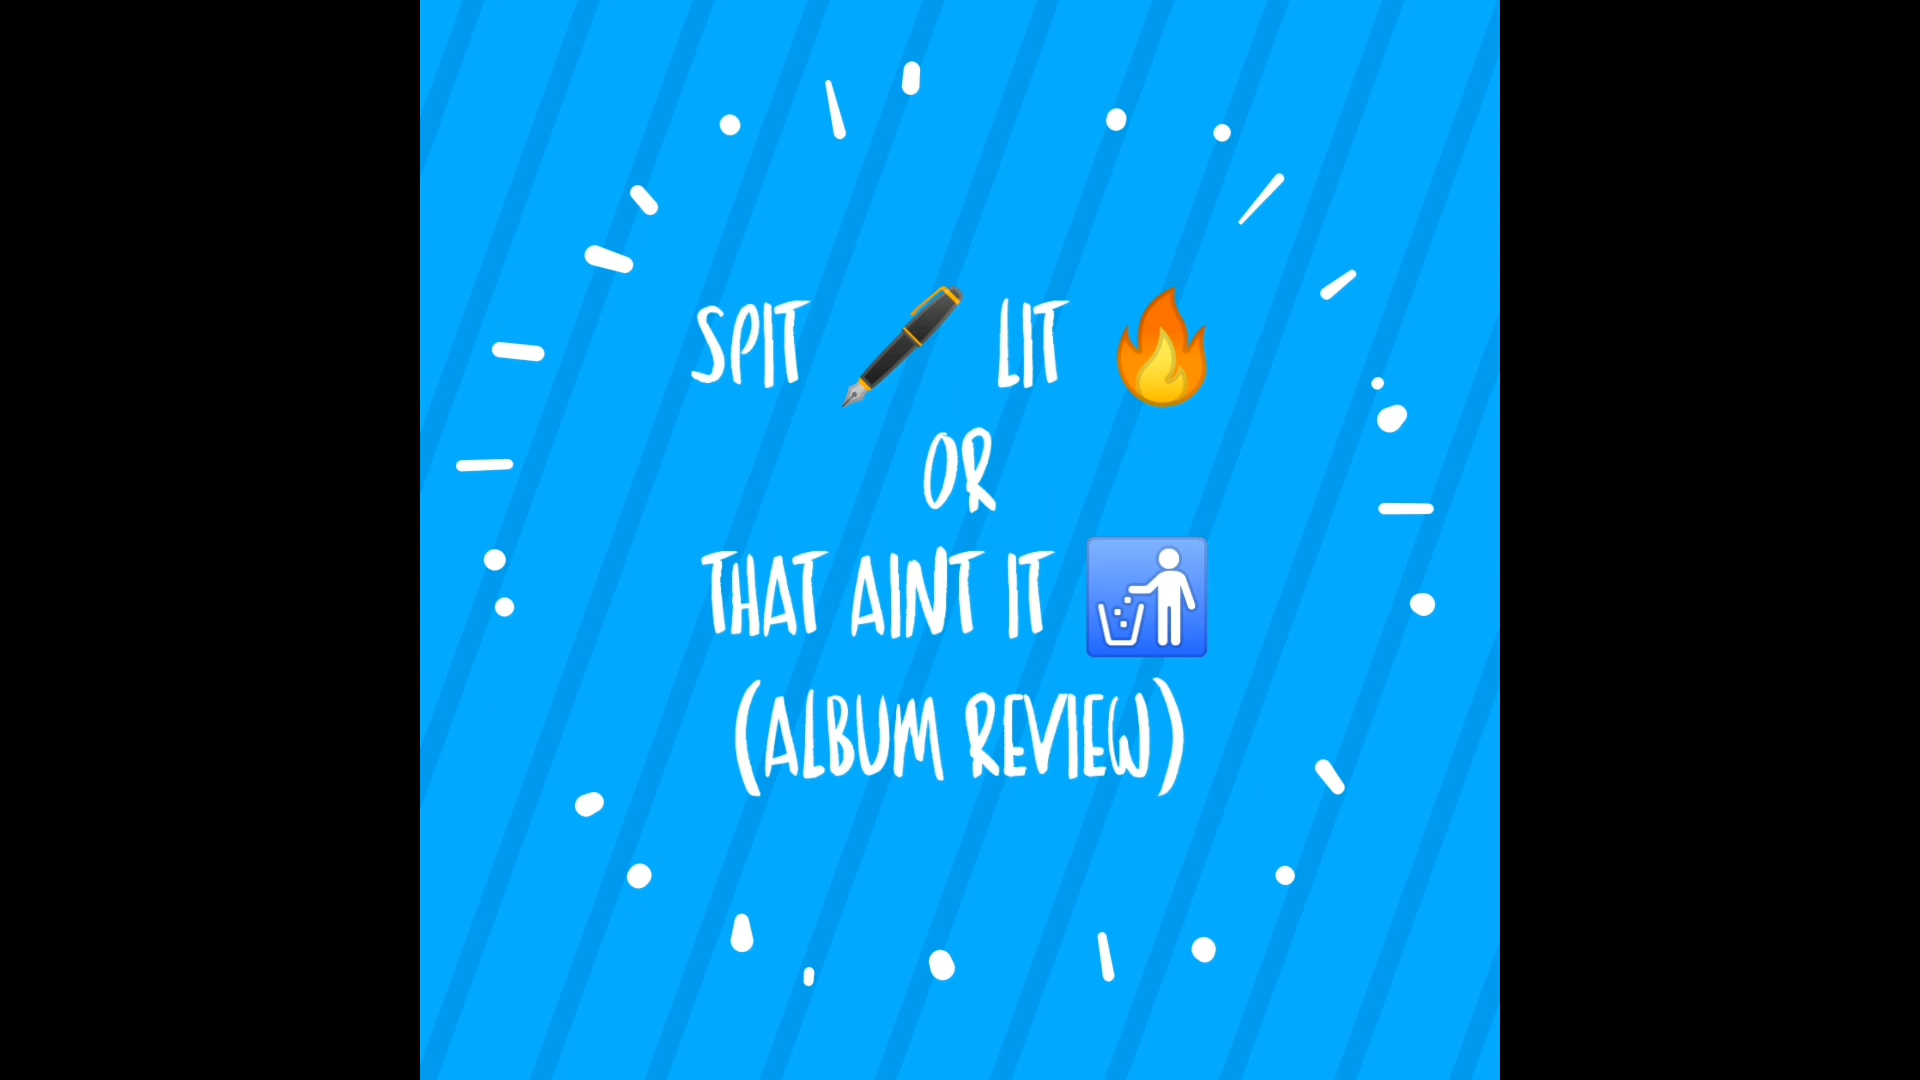 SPIT 🖋️ LIT 🔥
OR
THAT AINT IT 🚮
(ALBUM REVIEW)